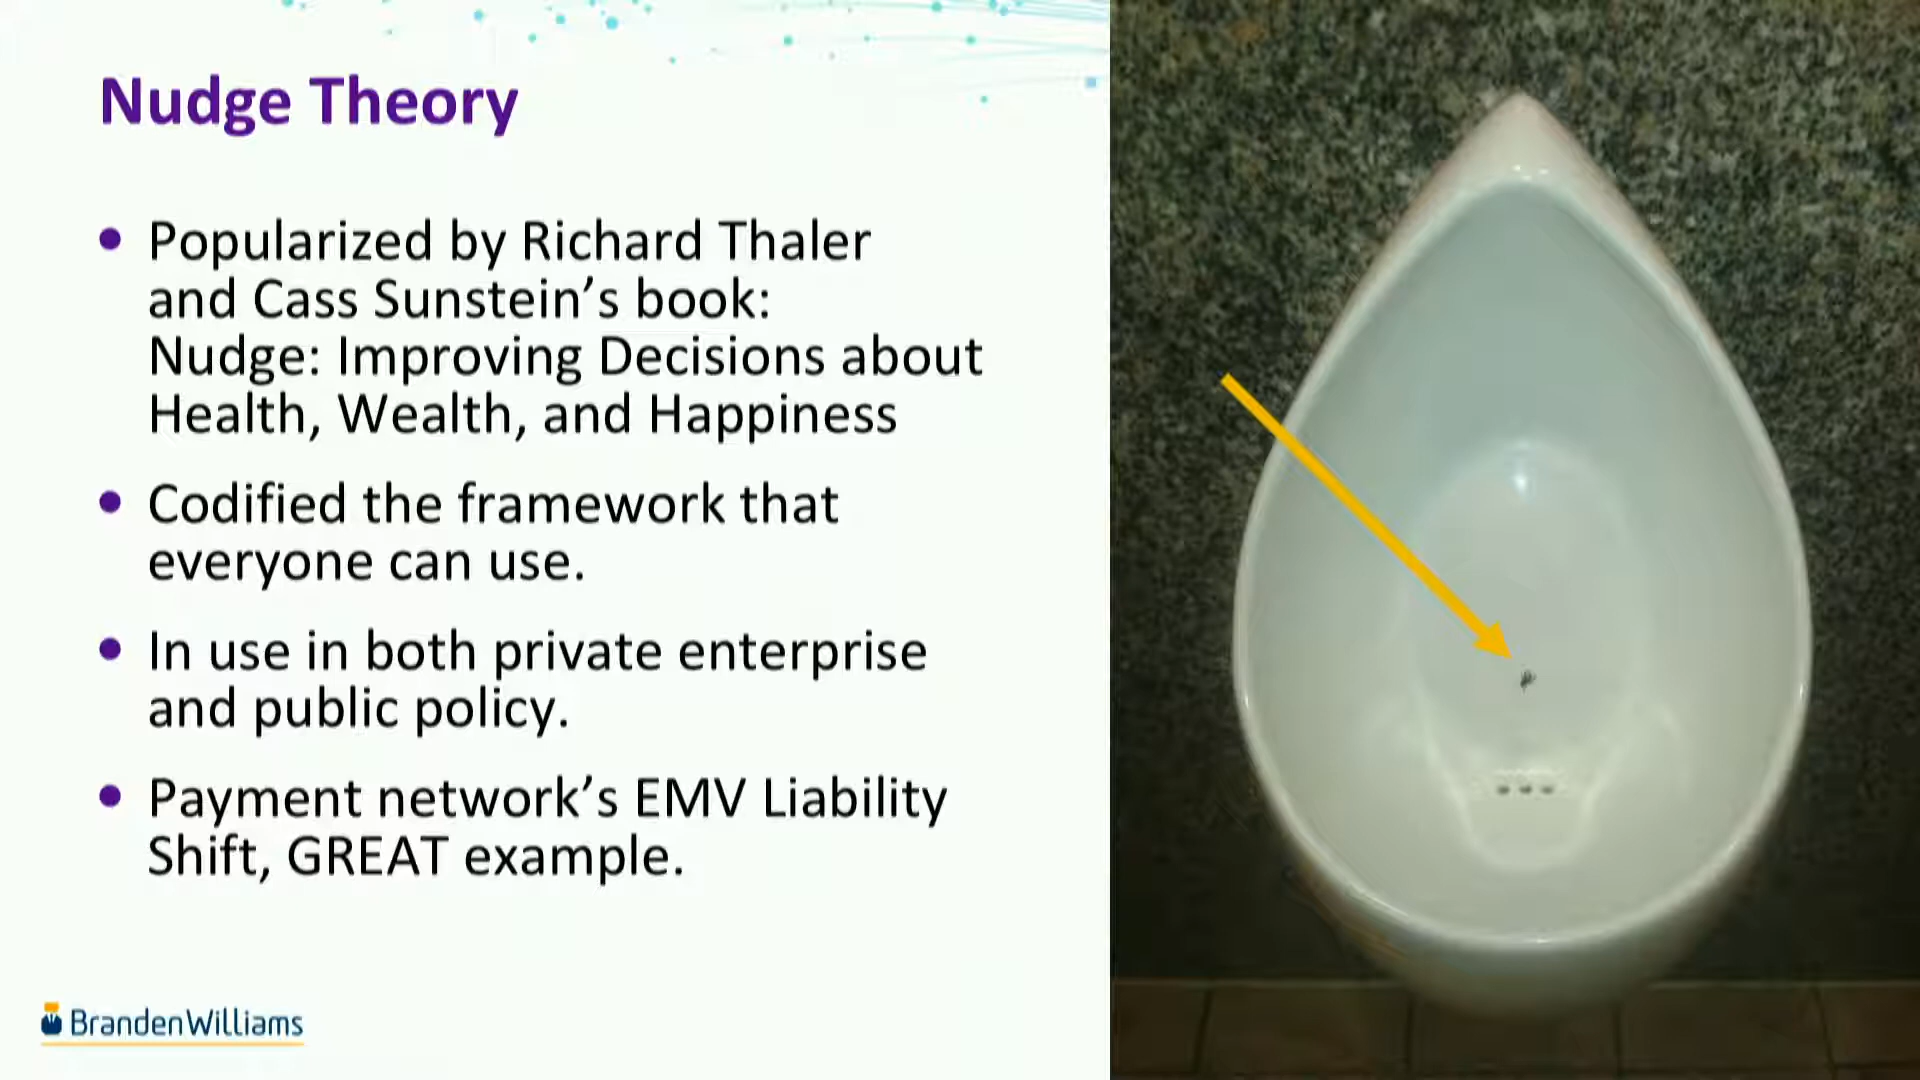 Nudge Theory
• Popularized by Richard Thaler
and Cass Sunstein’s book:
Nudge: Improving Decisions about
Health, Wealth, and Happiness
• Codified the framework that
everyone can use.
• In use in both private enterprise
and public policy.
• Payment network’s EMV Liability
Shift, GREAT example.
BrandenWilliams